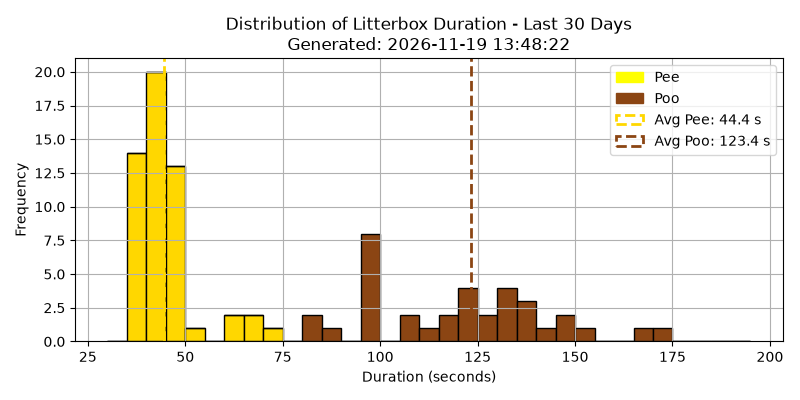 Distribution of Litterbox Duration - Last 30 Days
Generated: 2026-11-19 13:48:22
Frequency
20.0
17.5
15.0
12.5
10.0
7.5
5.0
2.5
0.0
Pee
Poo
Avg Pee: 44.4 s
Avg Poo: 123.4 s
25
50
75
100
125
150
175
200
Duration (seconds)